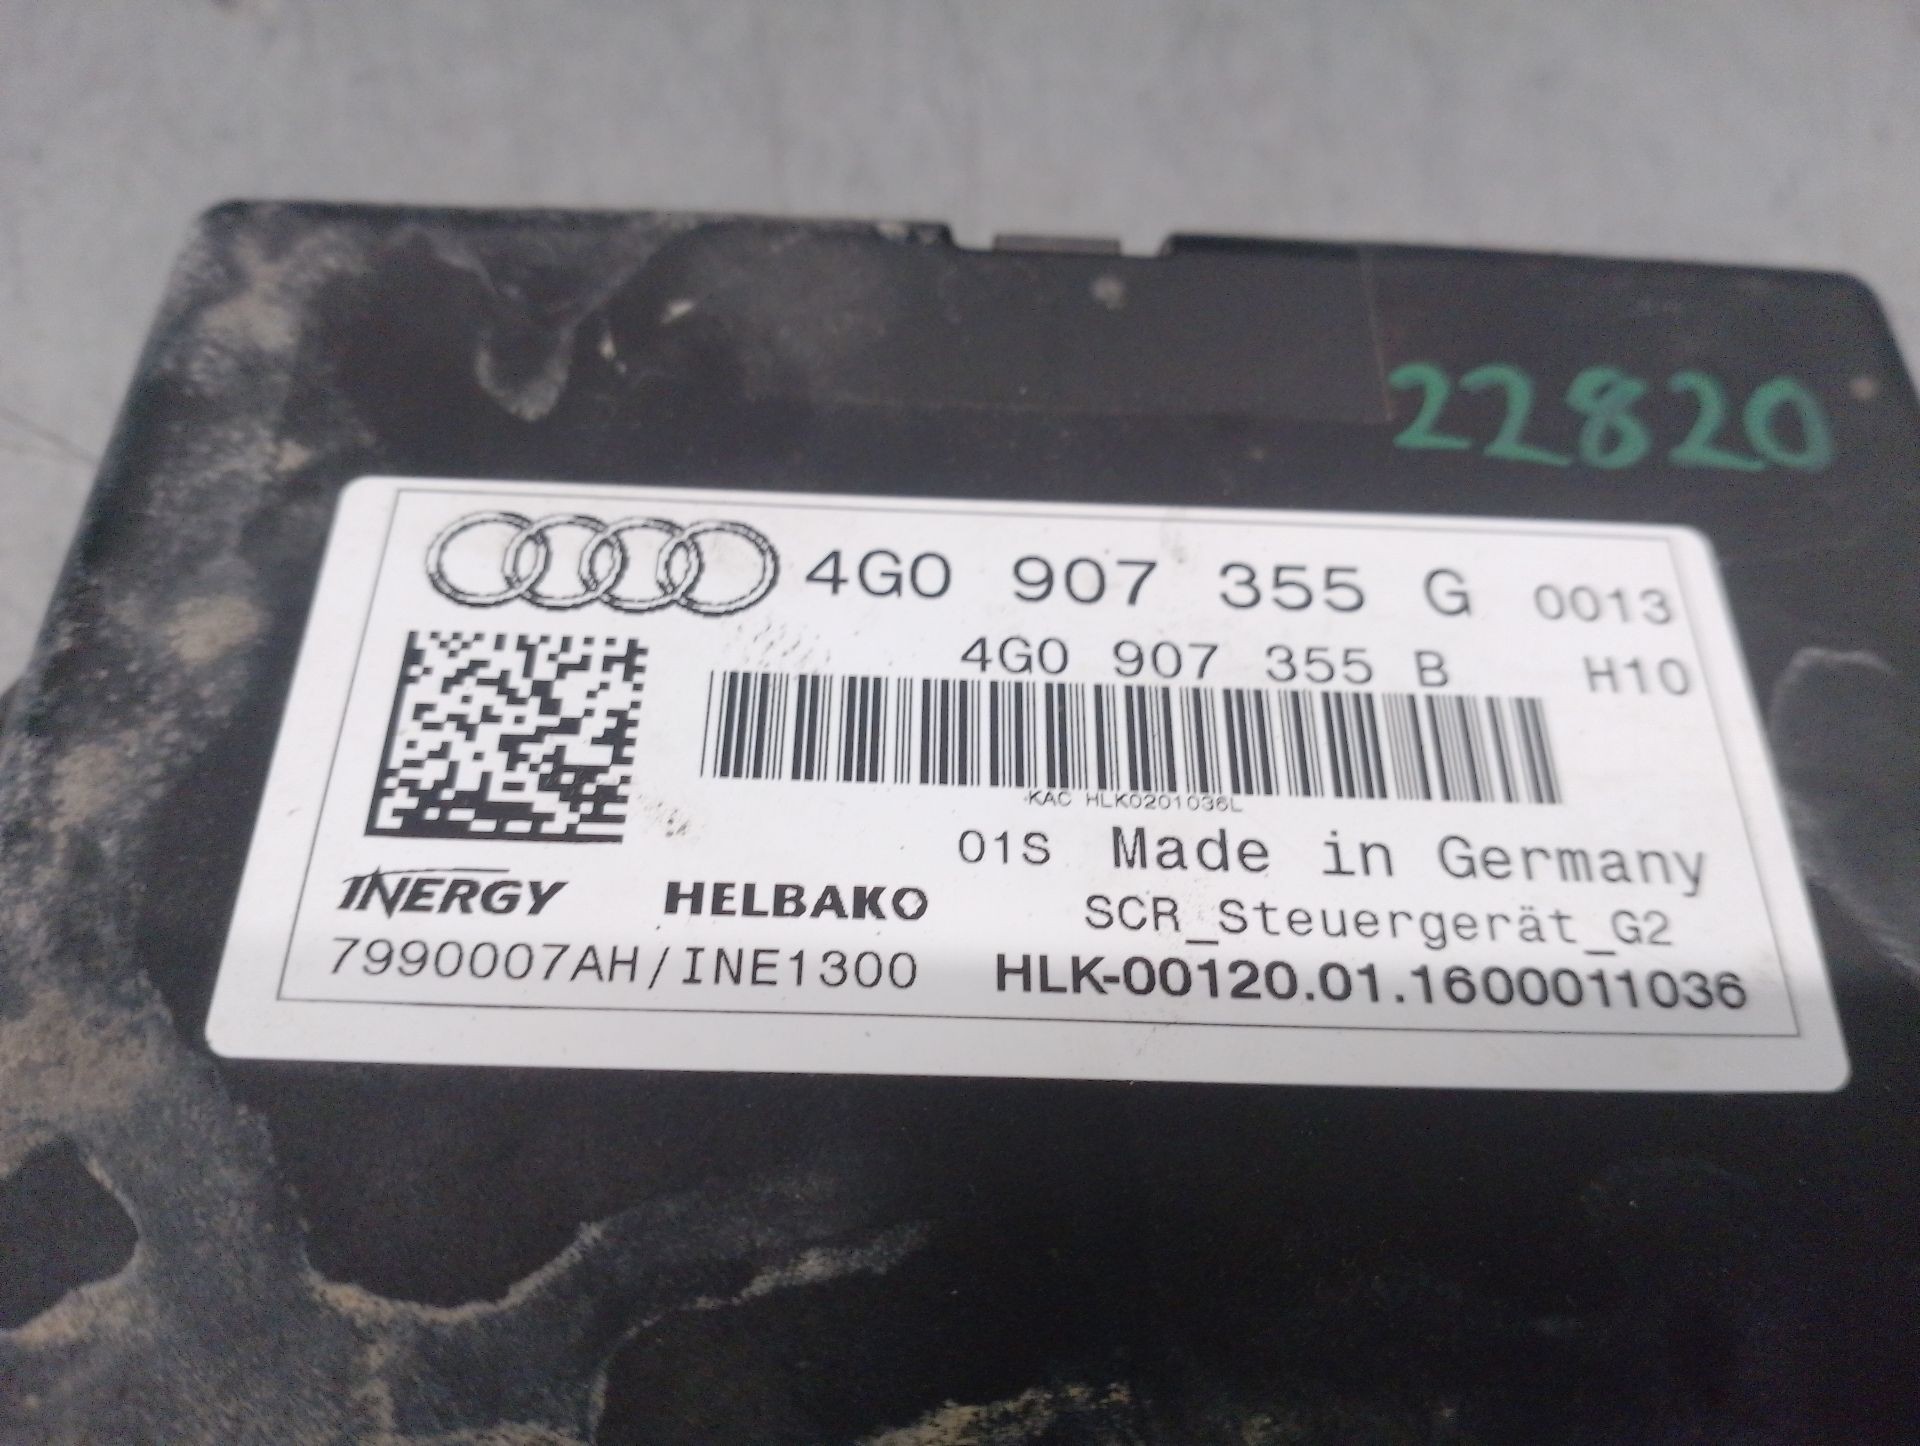 22820
4G0 907 355 G 0013
4G0 907 355 B H10
KAC HLK0201036L
01S Made in Germany
INERGY HELBAKO SCR_Steuergerät_G2
7990007AH/INE1300 HLK-00120.01.1600011036